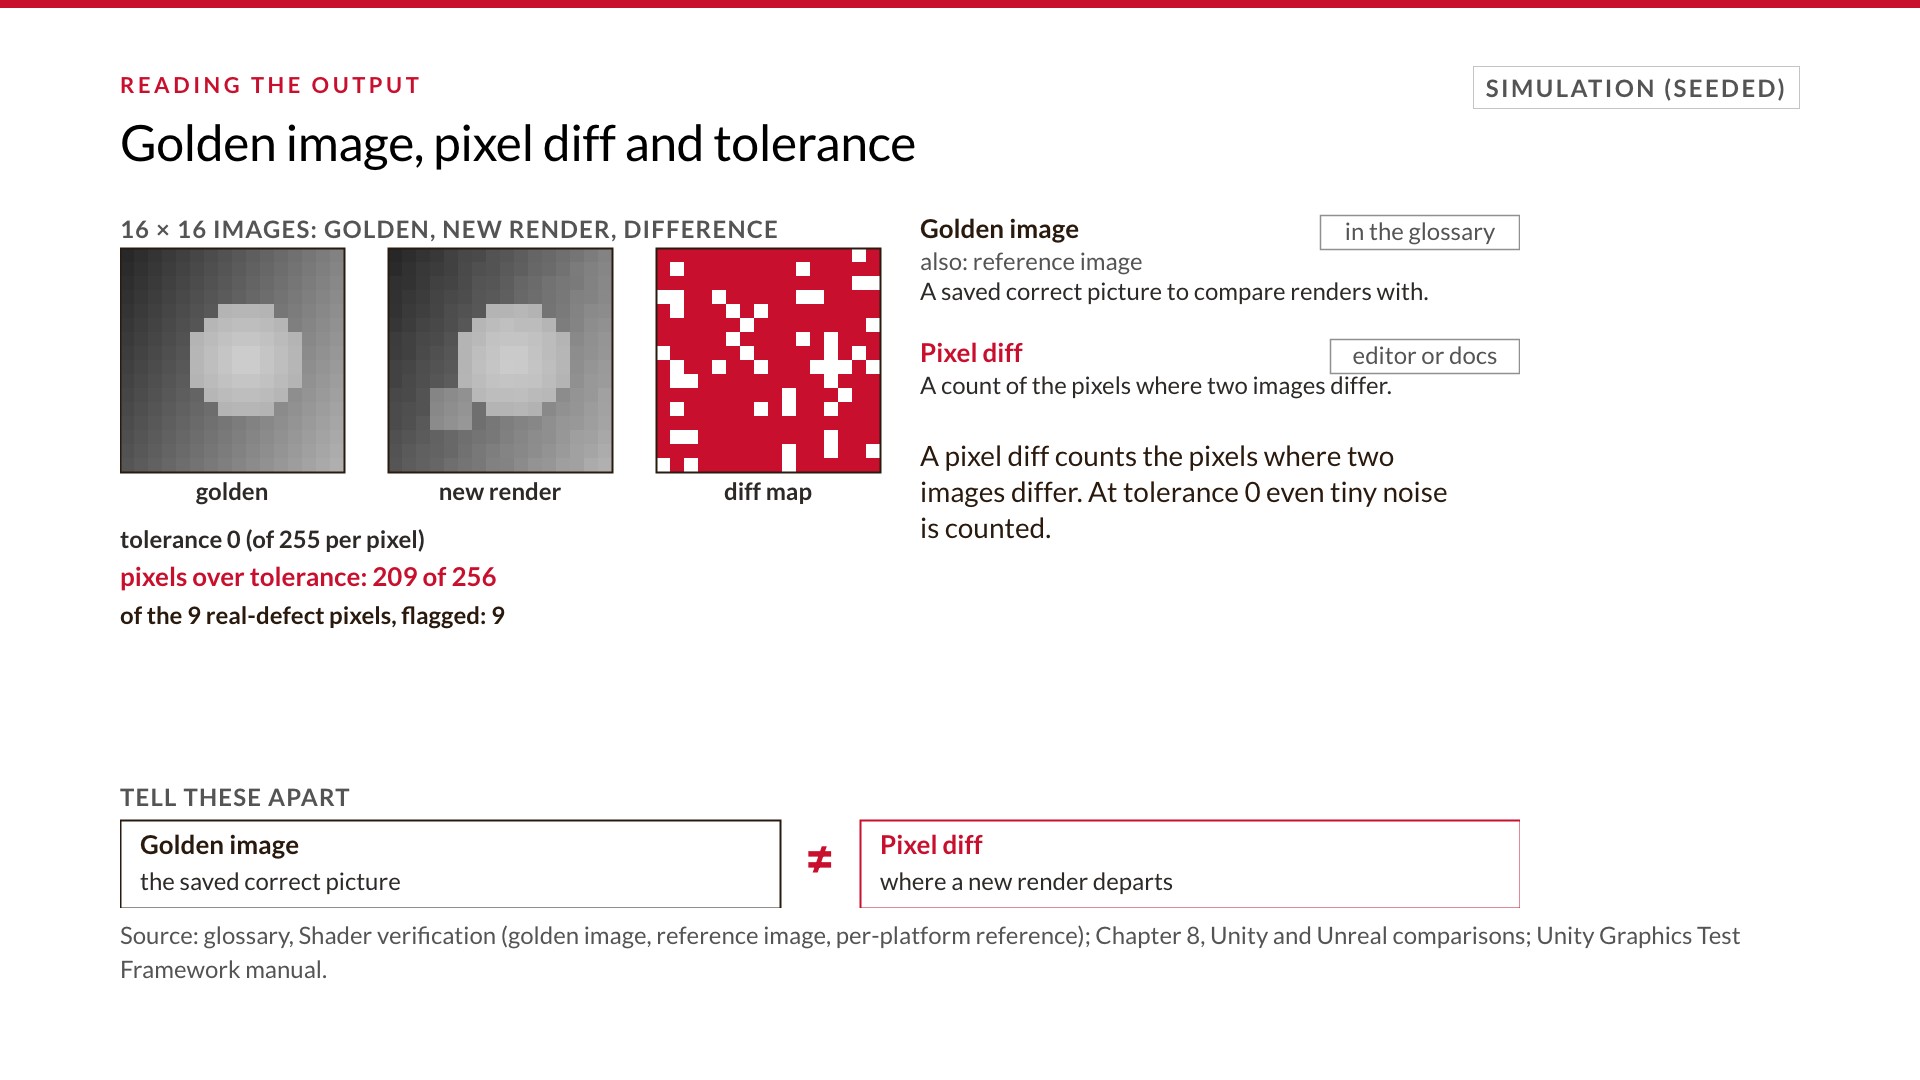 READING THE OUTPUT
SIMULATION (SEEDED)
Golden image, pixel diff and tolerance
16 × 16 IMAGES: GOLDEN, NEW RENDER, DIFFERENCE
golden
new render
diff map
tolerance 0 (of 255 per pixel)
pixels over tolerance: 209 of 256
of the 9 real-defect pixels, flagged: 9
Golden image
in the glossary
also: reference image
A saved correct picture to compare renders with.
Pixel diff
editor or docs
A count of the pixels where two images differ.
A pixel diff counts the pixels where two
images differ. At tolerance 0 even tiny noise
is counted.
TELL THESE APART
Golden image
the saved correct picture
≠
Pixel diff
where a new render departs
Source: glossary, Shader verification (golden image, reference image, per-platform reference); Chapter 8, Unity and Unreal comparisons; Unity Graphics Test
Framework manual.